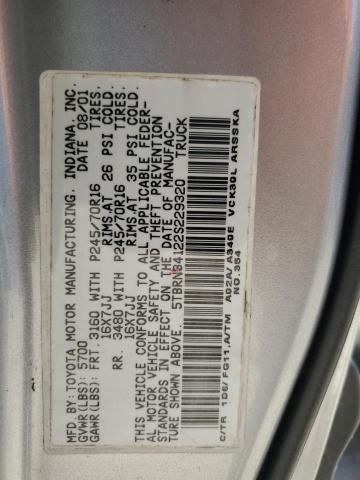 MFD.BY:TOYOTA MOTOR MANUFACTURING, INDIANA, INC.
GVWR(LBS): 5700 DATE 08/01
GAWR(LBS): FRT. 3160 WITH P245/70R16 TIRES.
16X7JJ RIMS.AT 26 PSI COLD.
RR. 3480 WITH P245/70R16 TIRES.
16X7JJ RIMS.AT 35 PSI COLD.
THIS VEHICLE CONFORMS TO ALL APPLICABLE FEDER-
AL MOTOR VEHICLE SAFETY AND THEFT PREVENTION
STANDARDS IN EFFECT ON THE DATE OF MANUFAC-
TURE SHOWN ABOVE.
5TBRN34122S229320 TRUCK
C/TR 1D6/FG11,A/TM A02A/A340E VCK30L ARSSKA
NO.354